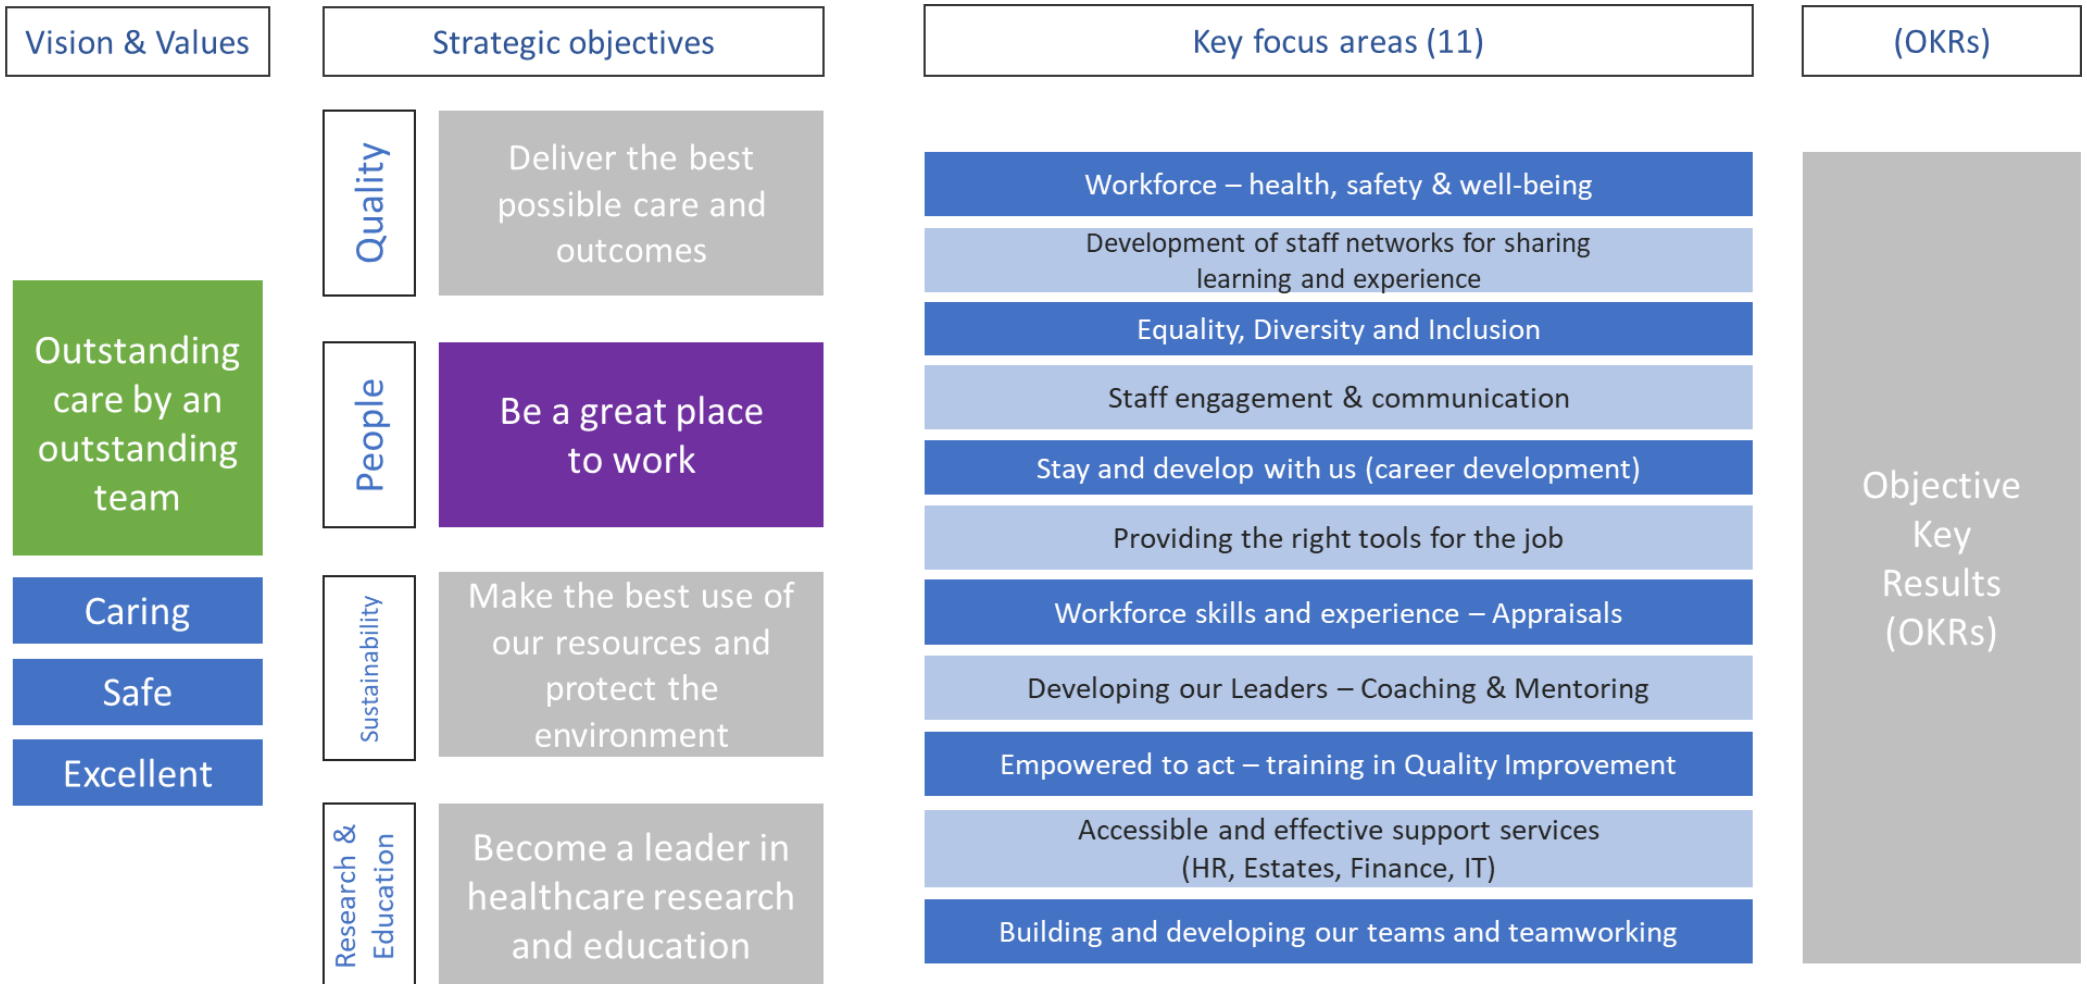 Vision & Values
Strategic objectives
Key focus areas (11)
(OKRs)
Outstanding
care by an
outstanding
team
Caring
Safe
Excellent
Quality
Deliver the best
possible care and
outcomes
People
Be a great place
to work
Sustainability
Make the best use of
our resources and
protect the
environment
Research &
Education
Become a leader in
healthcare research
and education
Workforce – health, safety & well-being
Development of staff networks for sharing
learning and experience
Equality, Diversity and Inclusion
Staff engagement & communication
Stay and develop with us (career development)
Providing the right tools for the job
Workforce skills and experience – Appraisals
Developing our Leaders – Coaching & Mentoring
Empowered to act – training in Quality Improvement
Accessible and effective support services
(HR, Estates, Finance, IT)
Building and developing our teams and teamworking
Objective
Key
Results
(OKRs)